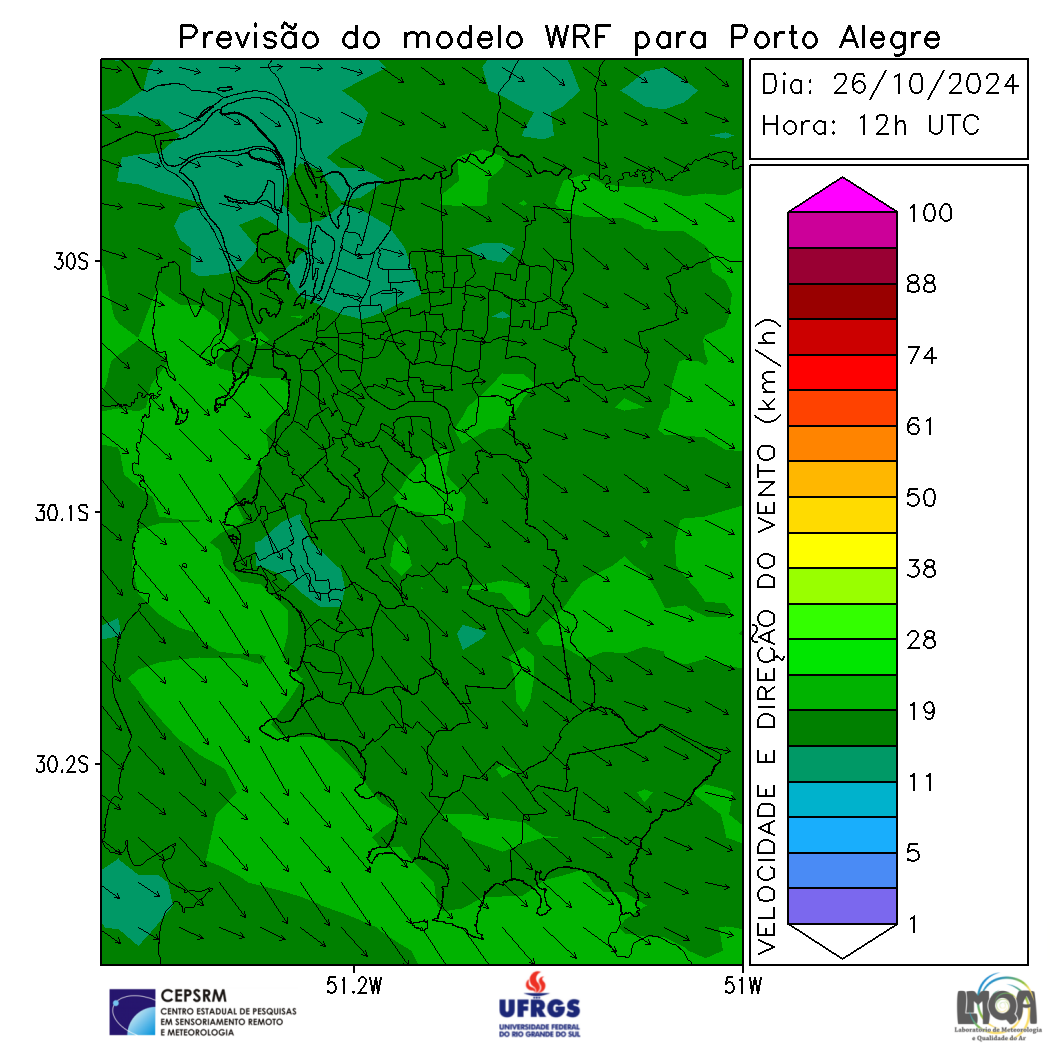 Previsão do modelo WRF para Porto Alegre
Dia: 26/10/2024
Hora: 12h UTC
30S
30.1S
30.2S
51.2W
51W
VELOCIDADE E DIREÇÃO DO VENTO (km/h)
100
88
74
61
50
38
28
19
11
5
1
CEPSRM
CENTRO ESTADUAL DE PESQUISAS
EM SENSORIAMENTO REMOTO
E METEOROLOGIA
UFRGS
UNIVERSIDADE FEDERAL
DO RIO GRANDE DO SUL
LMQA
Laboratório de Meteorologia
e Qualidade do Ar